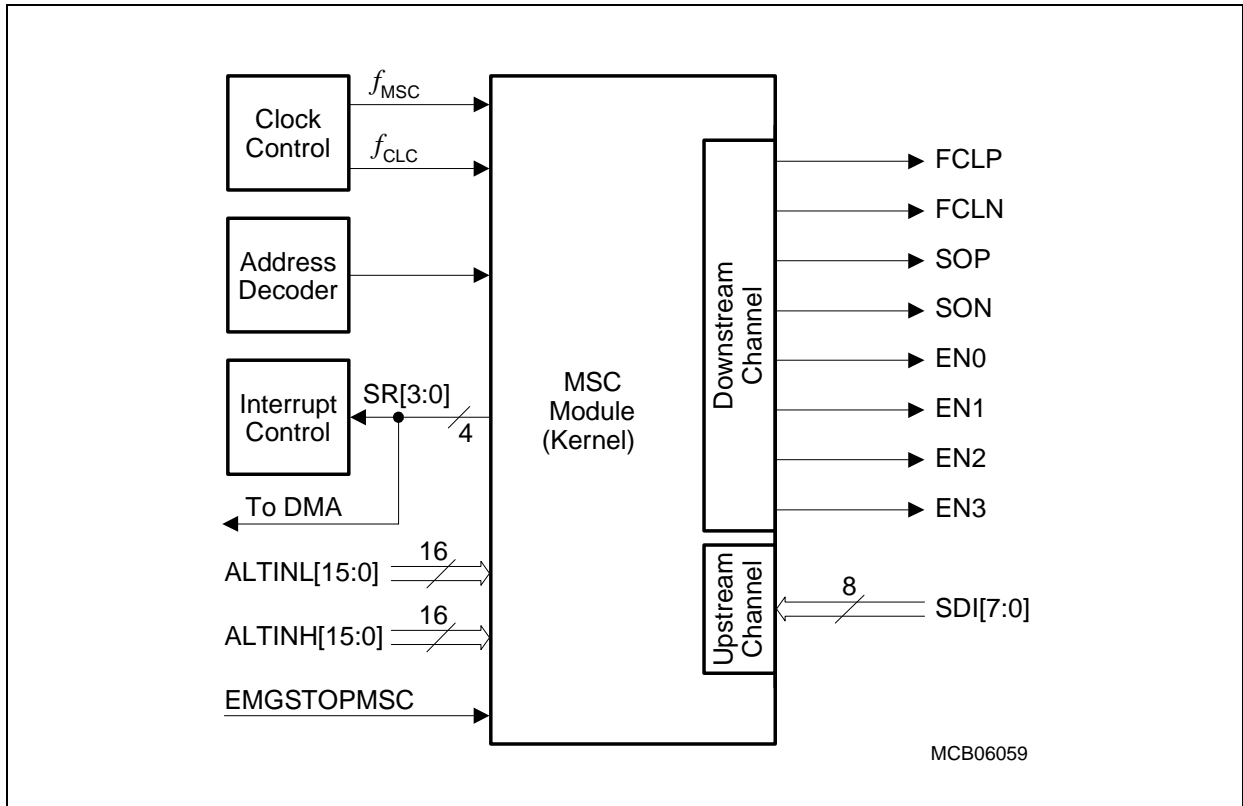 Clock
Control
fMSC
fCLC
Address
Decoder
Interrupt
Control
SR[3:0]
4
To DMA
ALTINL[15:0]
16
ALTINH[15:0]
16
EMGSTOPMSC
MSC
Module
(Kernel)
Downstream
Channel
Upstream
Channel
FCLP
FCLN
SOP
SON
EN0
EN1
EN2
EN3
8
SDI[7:0]
MCB06059